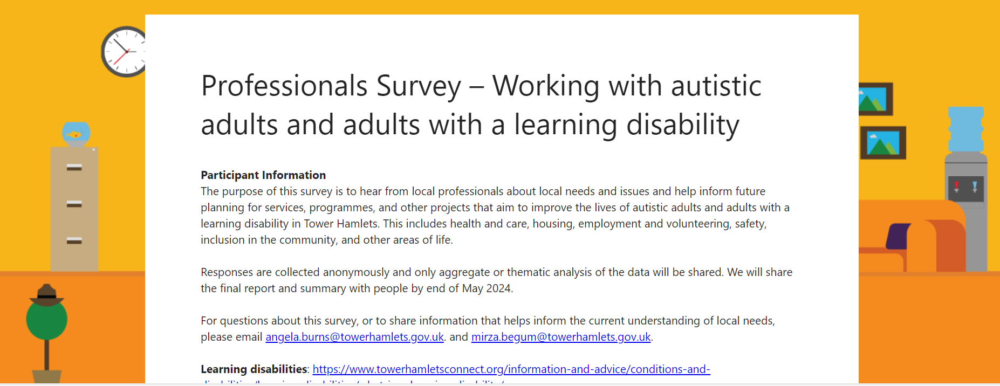 Professionals Survey – Working with autistic
adults and adults with a learning disability
Participant Information
The purpose of this survey is to hear from local professionals about local needs and issues and help inform future
planning for services, programmes, and other projects that aim to improve the lives of autistic adults and adults with a
learning disability in Tower Hamlets. This includes health and care, housing, employment and volunteering, safety,
inclusion in the community, and other areas of life.
Responses are collected anonymously and only aggregate or thematic analysis of the data will be shared. We will share
the final report and summary with people by end of May 2024.
For questions about this survey, or to share information that helps inform the current understanding of local needs,
please email angela.burns@towerhamlets.gov.uk. and mirza.begum@towerhamlets.gov.uk.
Learning disabilities: https://www.towerhamletsconnect.org/information-and-advice/conditions-and-